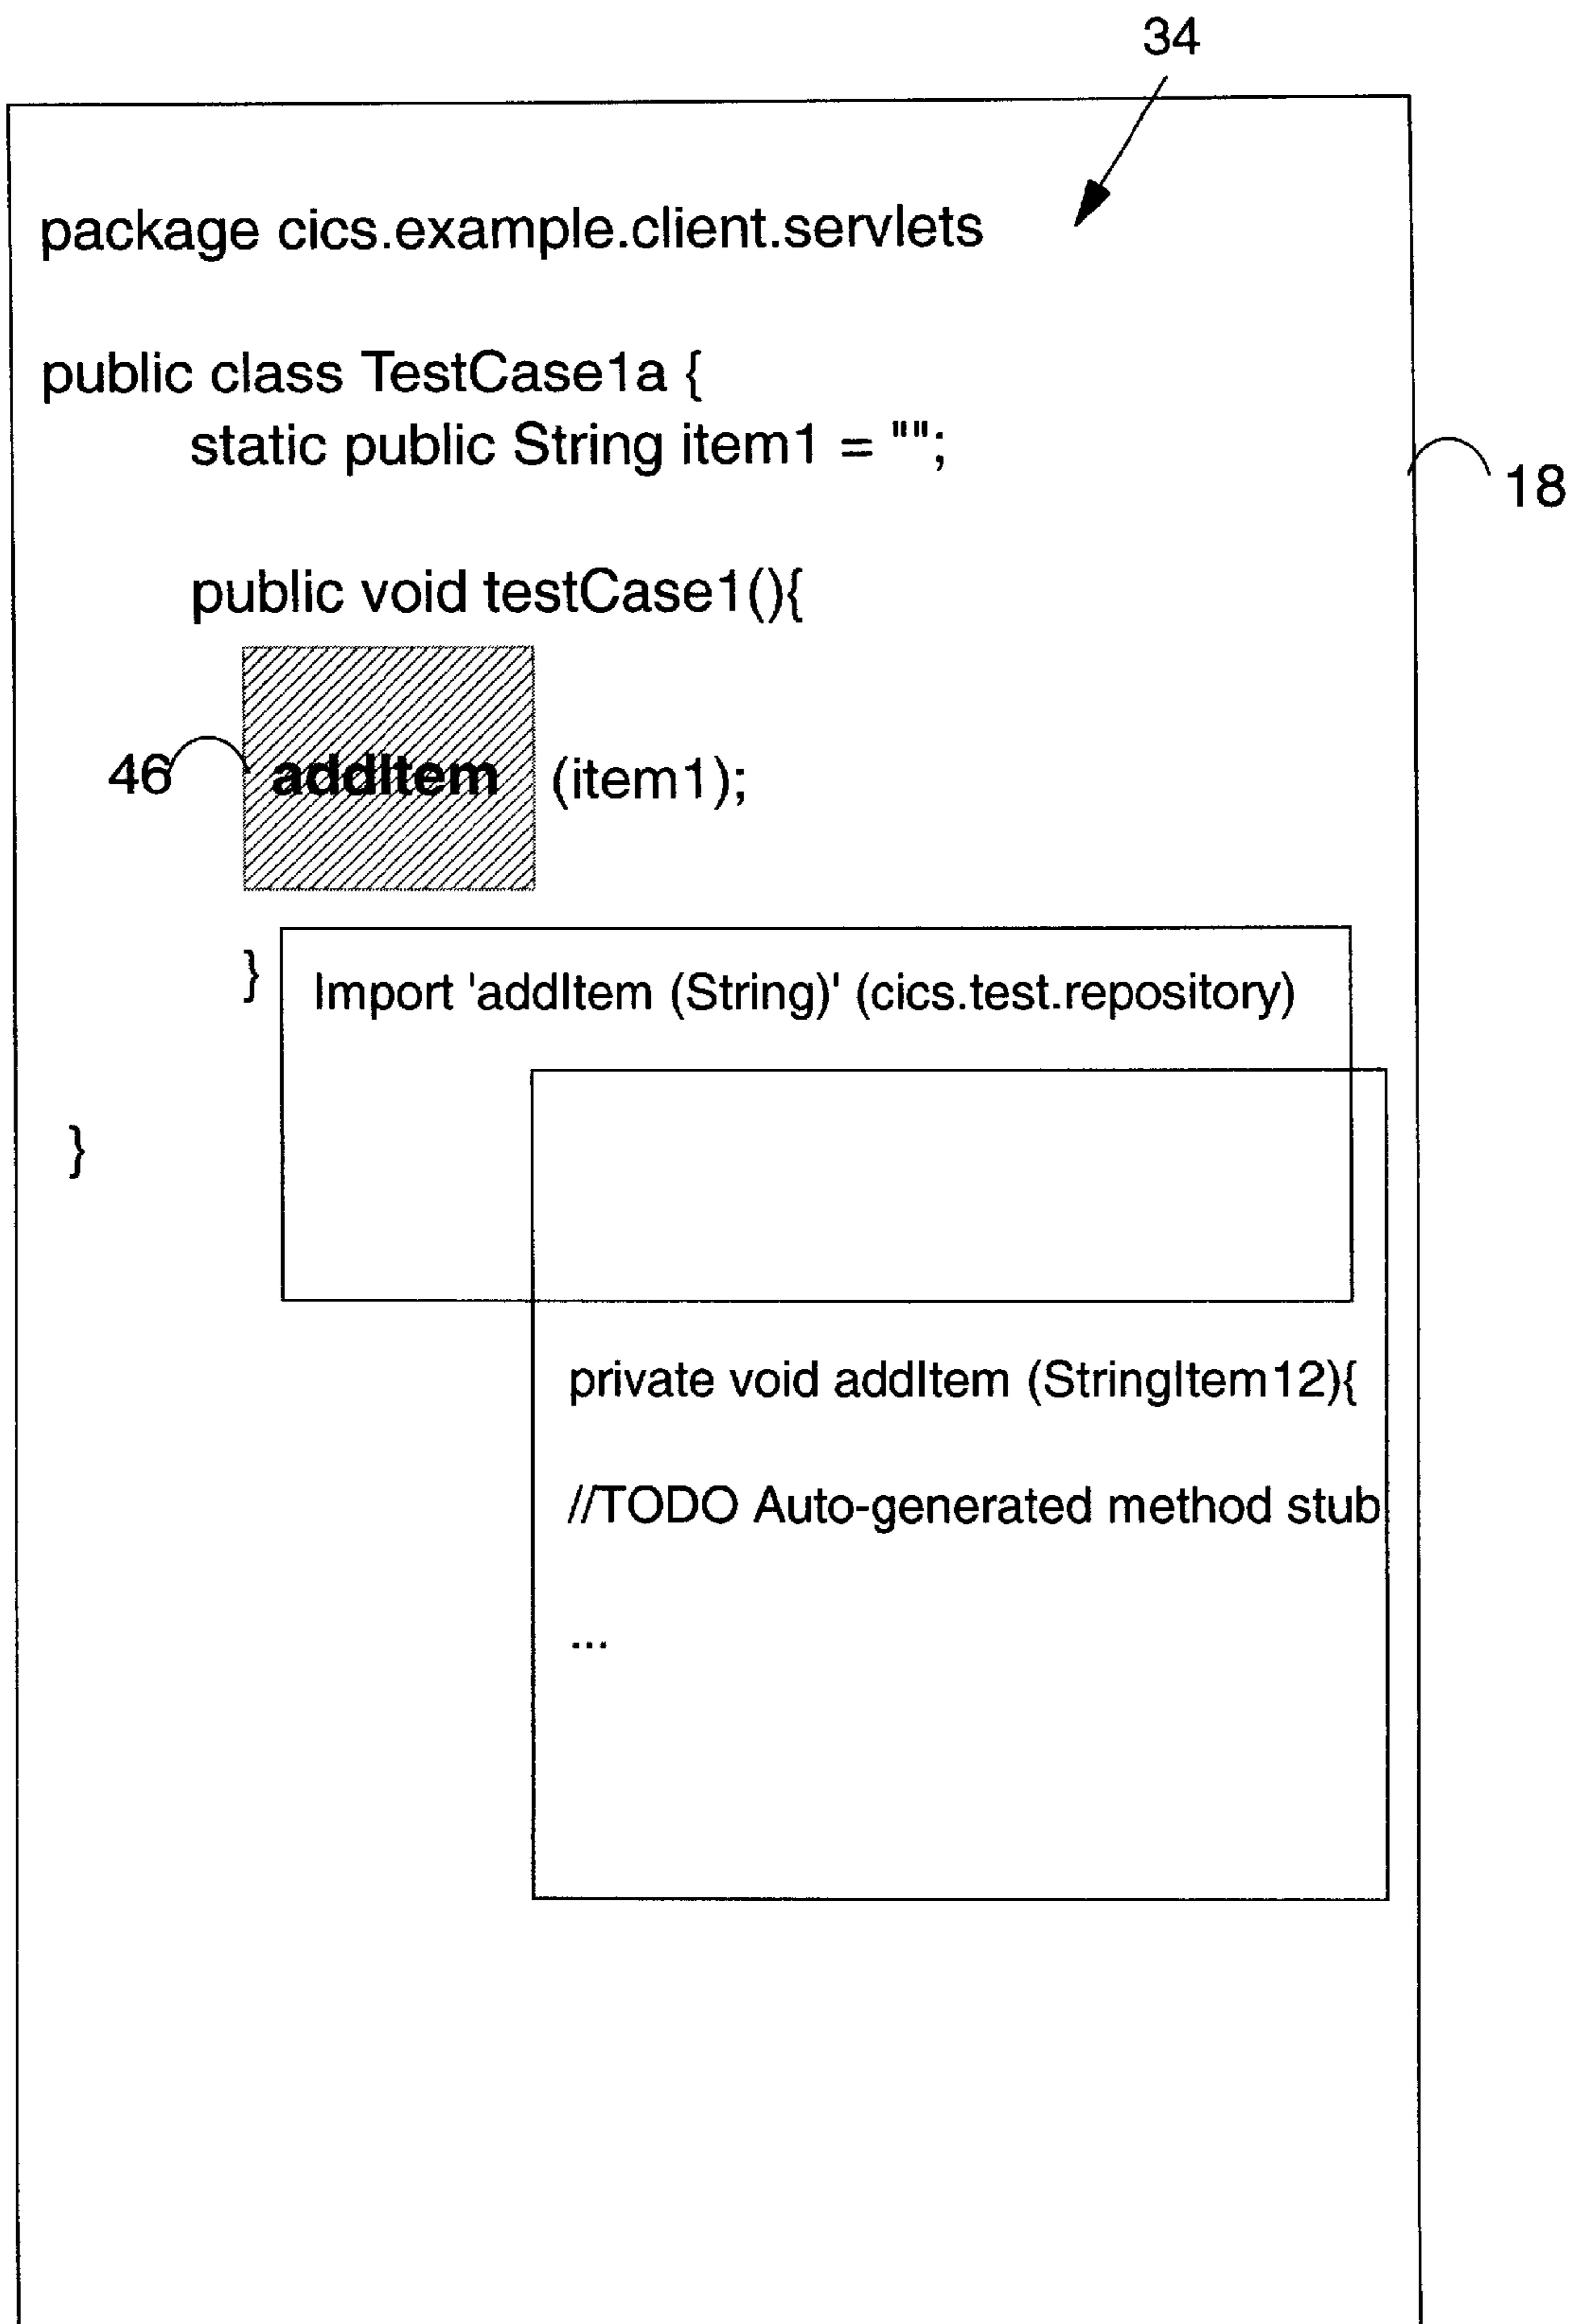 34
package cics.example.client.servlets
public class TestCase1a {
static public String item1 = "";
18
public void testCase1(){
46 addItem (item1);
}
Import 'addItem (String)' (cics.test.repository)
}
private void addItem (StringItem12){
//TODO Auto-generated method stub
...